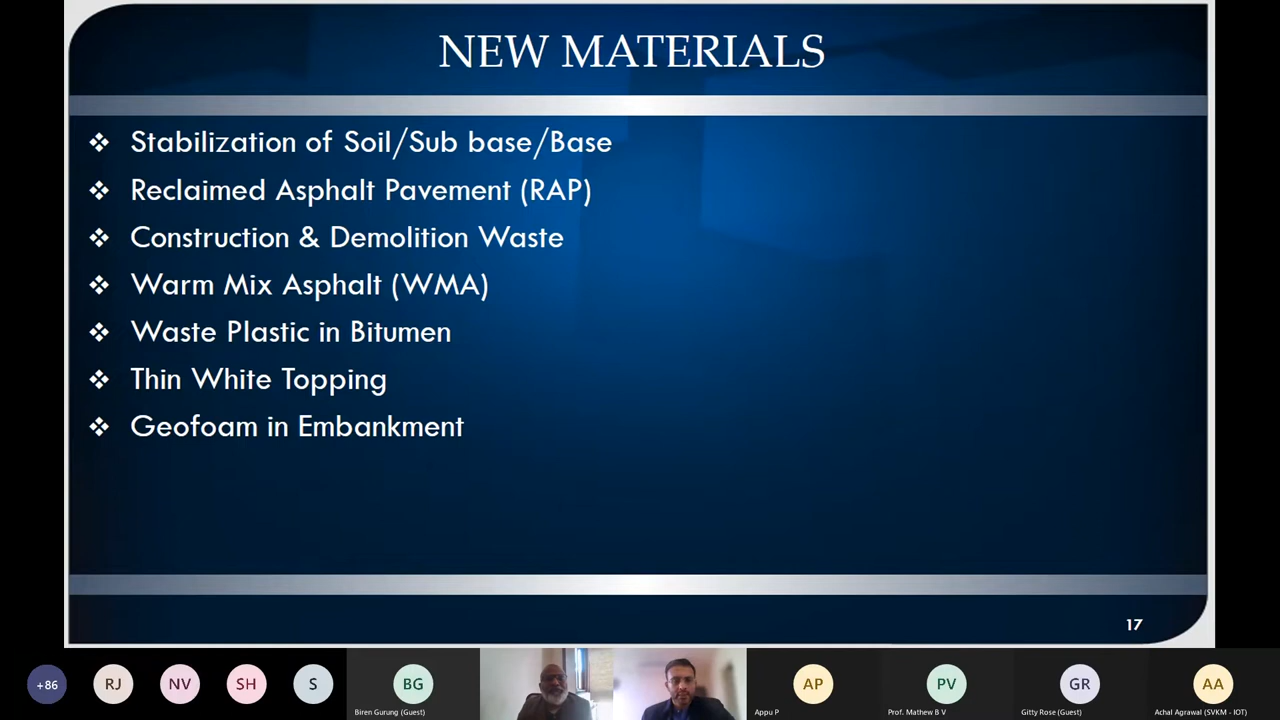 NEW MATERIALS
❖ Stabilization of Soil/Sub base/Base
❖ Reclaimed Asphalt Pavement (RAP)
❖ Construction & Demolition Waste
❖ Warm Mix Asphalt (WMA)
❖ Waste Plastic in Bitumen
❖ Thin White Topping
❖ Geofoam in Embankment
17
+86
RJ
NV
SH
S
BG
AP
PV
GR
AA
Biren Gurung (Guest)
Appu P
Prof. Mathew B V
Gitty Rose (Guest)
Achal Agrawal (SVKM - IOT)